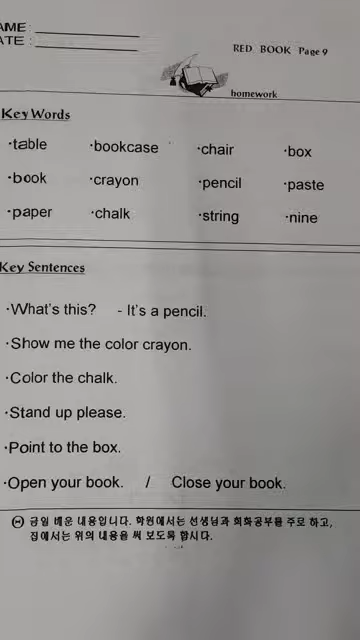 NAME :
DATE :
RED BOOK Page 9
homework
Key Words
·table ·bookcase ·chair ·box
·book ·crayon ·pencil ·paste
·paper ·chalk ·string ·nine
Key Sentences
·What's this? - It's a pencil.
·Show me the color crayon.
·Color the chalk.
·Stand up please.
·Point to the box.
·Open your book. / Close your book.
금일 배운 내용입니다. 학원에서는 선생님과 회화공부를 주로 하고,
집에서는 위의 내용을 써 보도록 합시다.